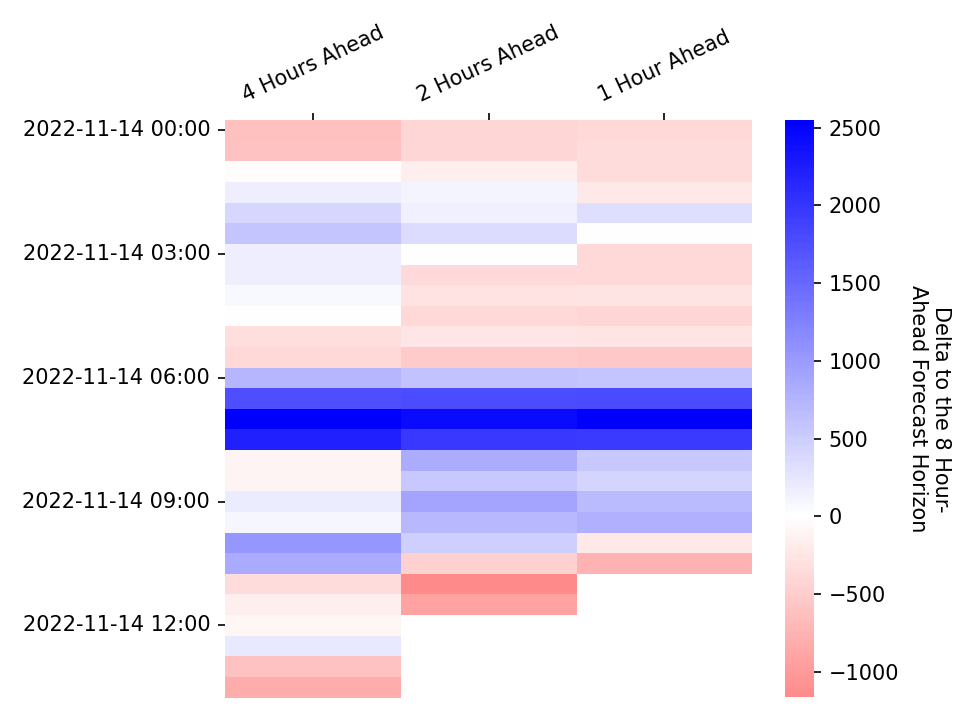 4 Hours Ahead
2 Hours Ahead
1 Hour Ahead
2022-11-14 00:00
2022-11-14 03:00
2022-11-14 06:00
2022-11-14 09:00
2022-11-14 12:00
2500
2000
1500
1000
500
0
−500
−1000
Delta to the 8 Hour-
Ahead Forecast Horizon